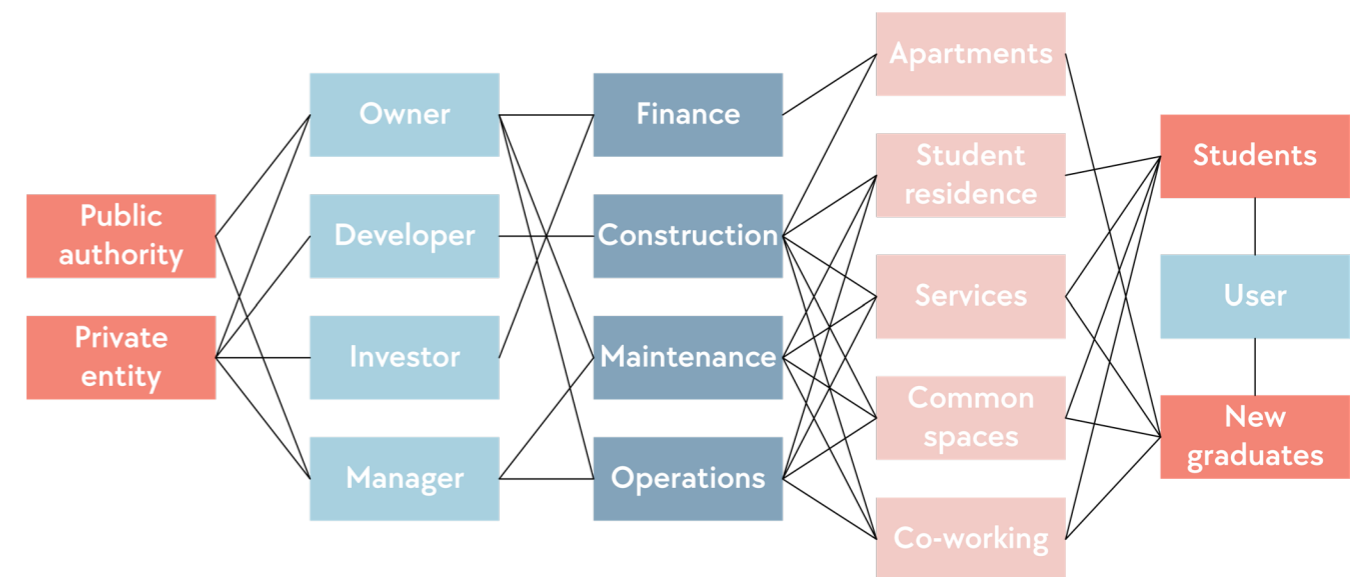 Public
authority
Private
entity
Owner
Developer
Investor
Manager
Finance
Construction
Maintenance
Operations
Apartments
Student
residence
Services
Common
spaces
Co-working
Students
User
New
graduates